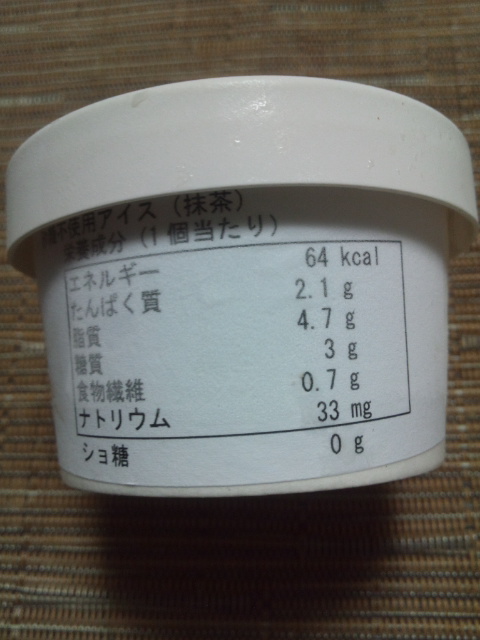 不使用アイス（抹茶）
栄養成分（1個当たり）
エネルギー 64 kcal
たんぱく質 2.1 g
脂質 4.7 g
糖質 3 g
食物繊維 0.7 g
ナトリウム 33 mg
ショ糖 0 g